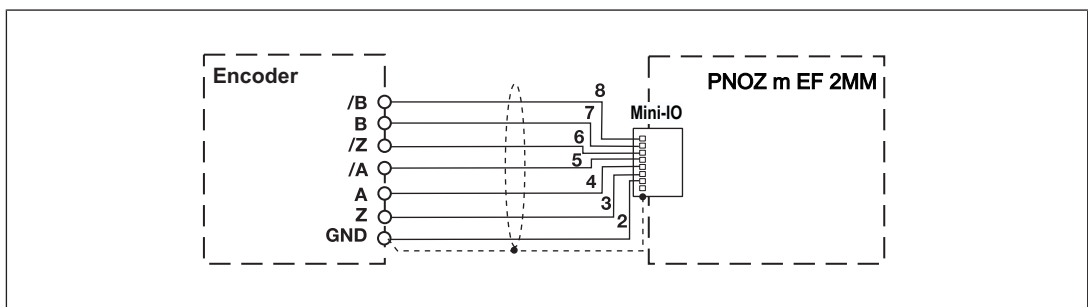 Encoder
PNOZ m EF 2MM
Mini-IO
/B 8
B 7
/Z 6
/A 5
A 4
Z 3
GND 2